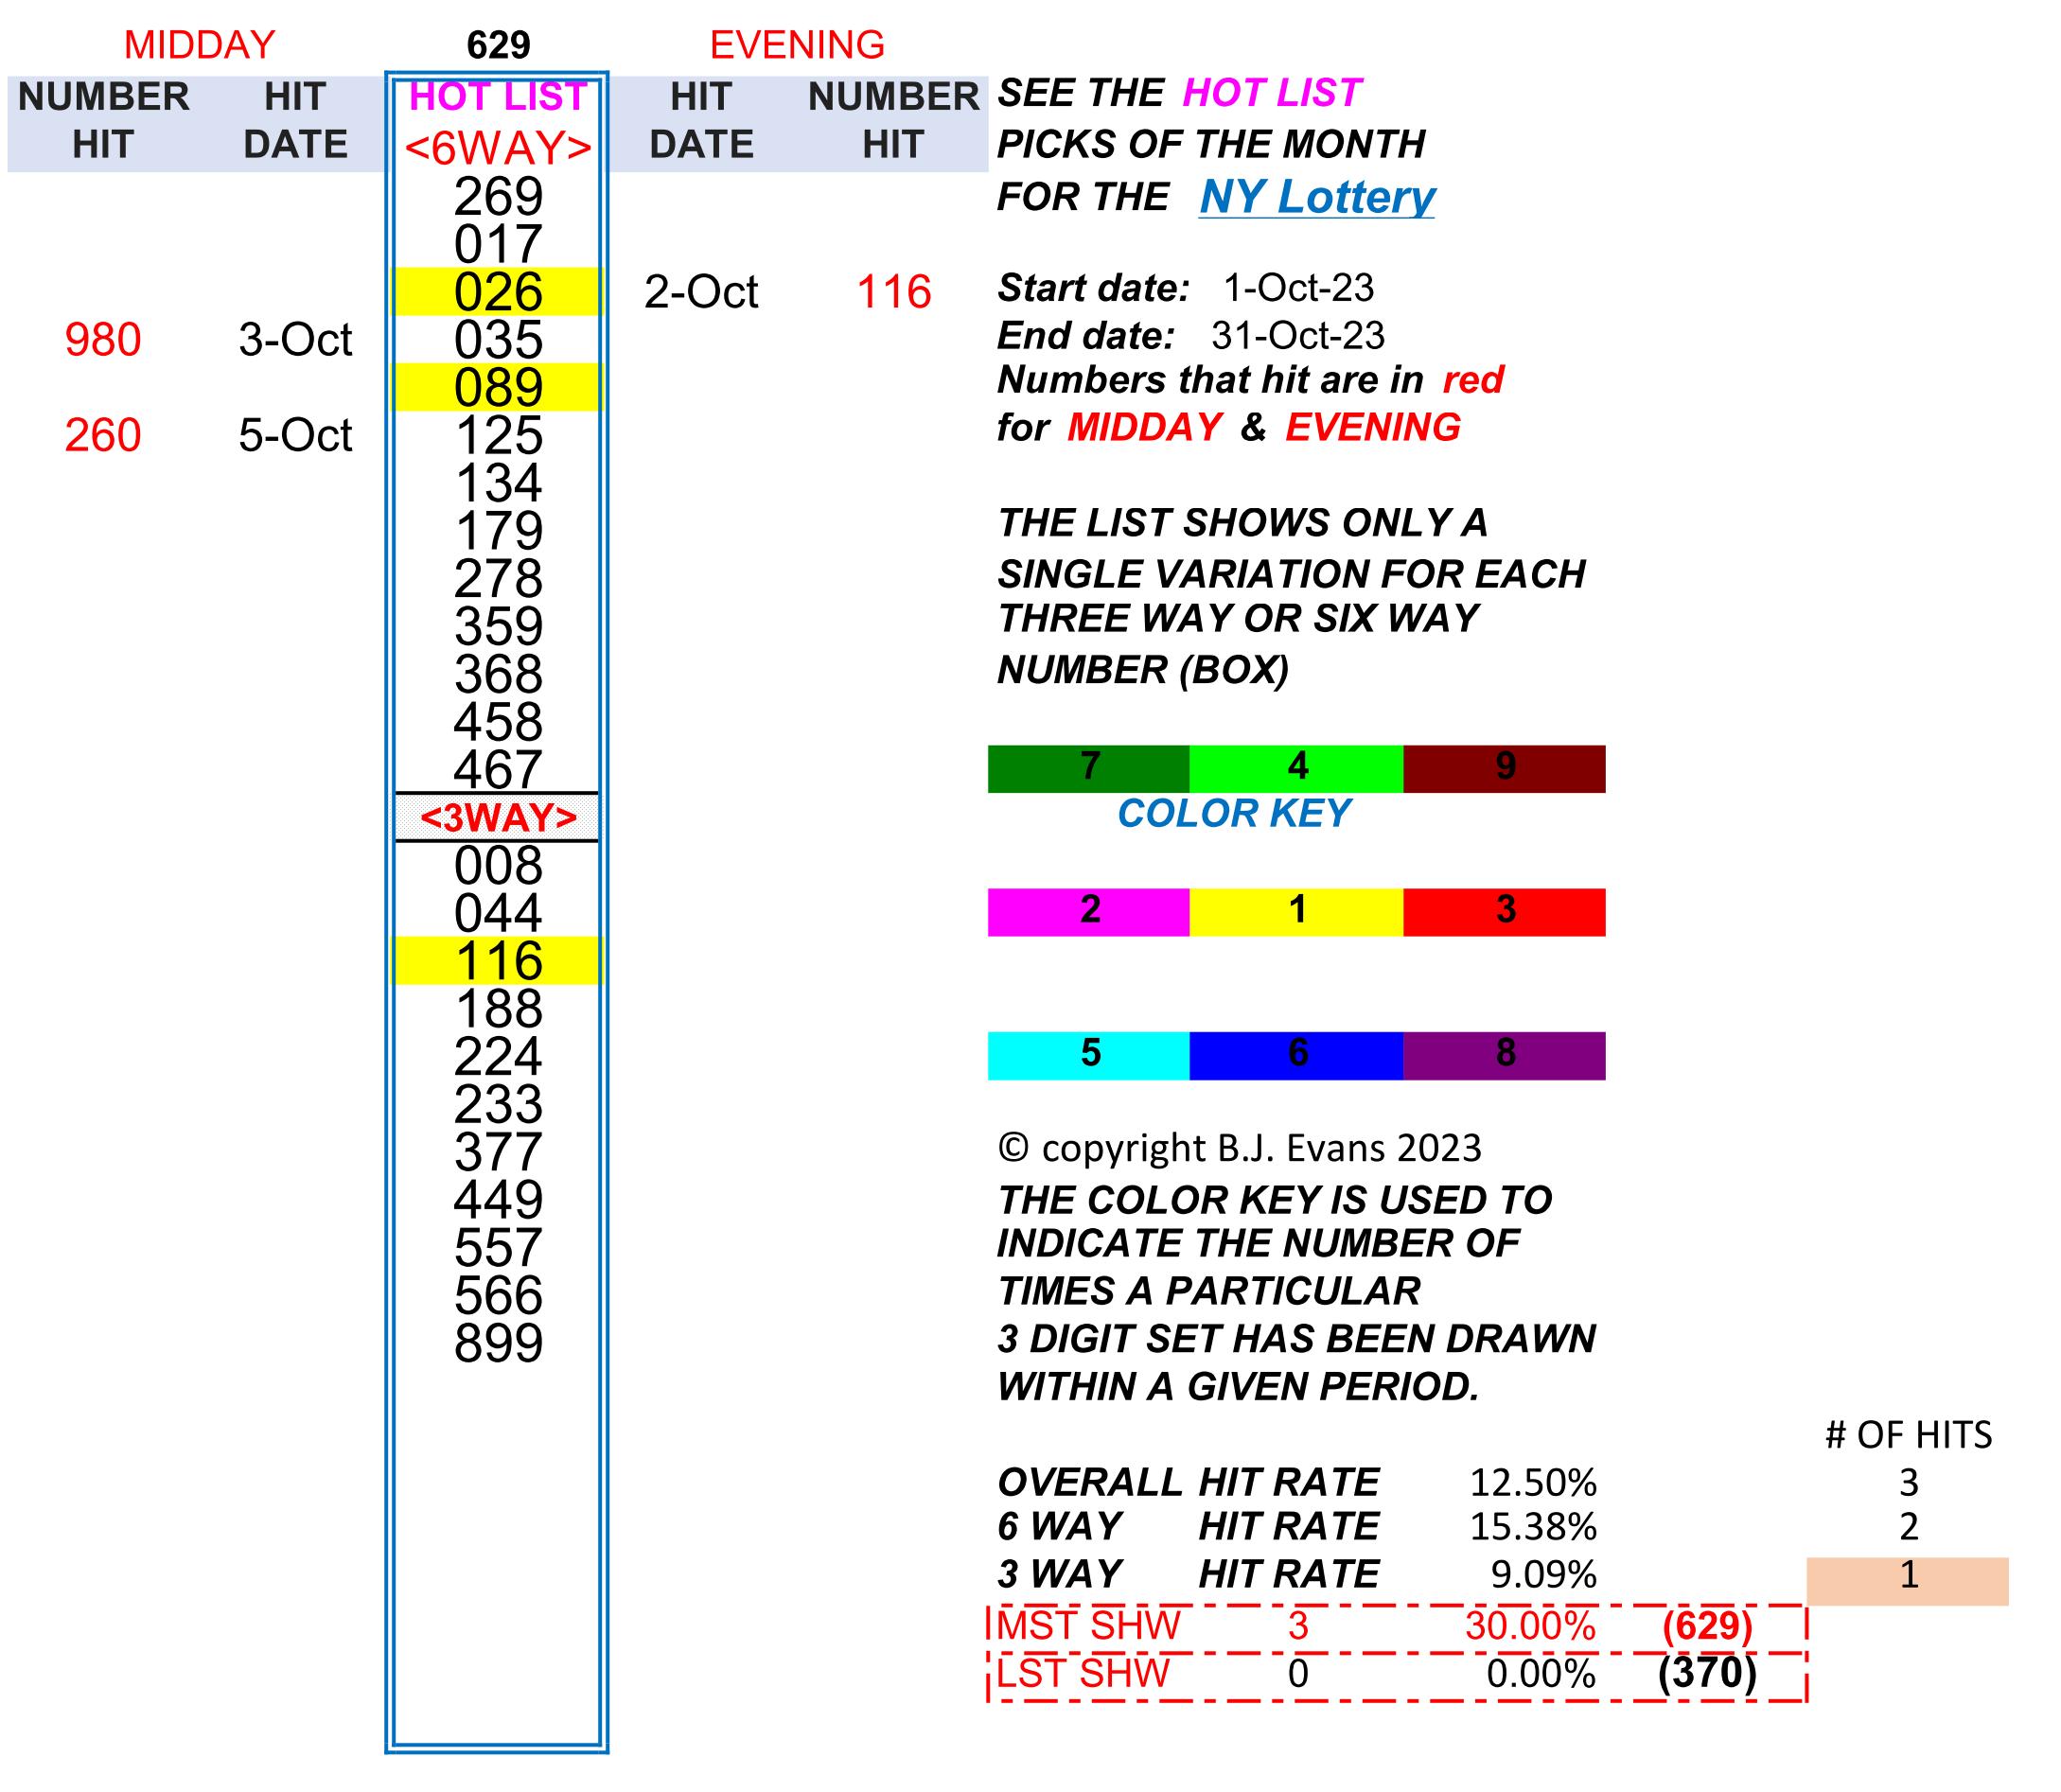 MIDDAY 629 EVENING
NUMBER HIT HOT LIST HIT NUMBER SEE THE HOT LIST
HIT DATE <6WAY> DATE HIT PICKS OF THE MONTH
269 FOR THE NY Lottery
017
026 2-Oct 116 Start date: 1-Oct-23
980 3-Oct 035 End date: 31-Oct-23
089 Numbers that hit are in red
260 5-Oct 125 for MIDDAY & EVENING
134
179 THE LIST SHOWS ONLY A
278 SINGLE VARIATION FOR EACH
359 THREE WAY OR SIX WAY
368 NUMBER (BOX)
458
467 7 4 9
<3WAY> COLOR KEY
008
044 2 1 3
116
188
224 5 6 8
233
377 © copyright B.J. Evans 2023
449 THE COLOR KEY IS USED TO
557 INDICATE THE NUMBER OF
566 TIMES A PARTICULAR
899 3 DIGIT SET HAS BEEN DRAWN
WITHIN A GIVEN PERIOD.
# OF HITS
OVERALL HIT RATE 12.50% 3
6 WAY HIT RATE 15.38% 2
3 WAY HIT RATE 9.09% 1
MST SHW 3 30.00% (629)
LST SHW 0 0.00% (370)